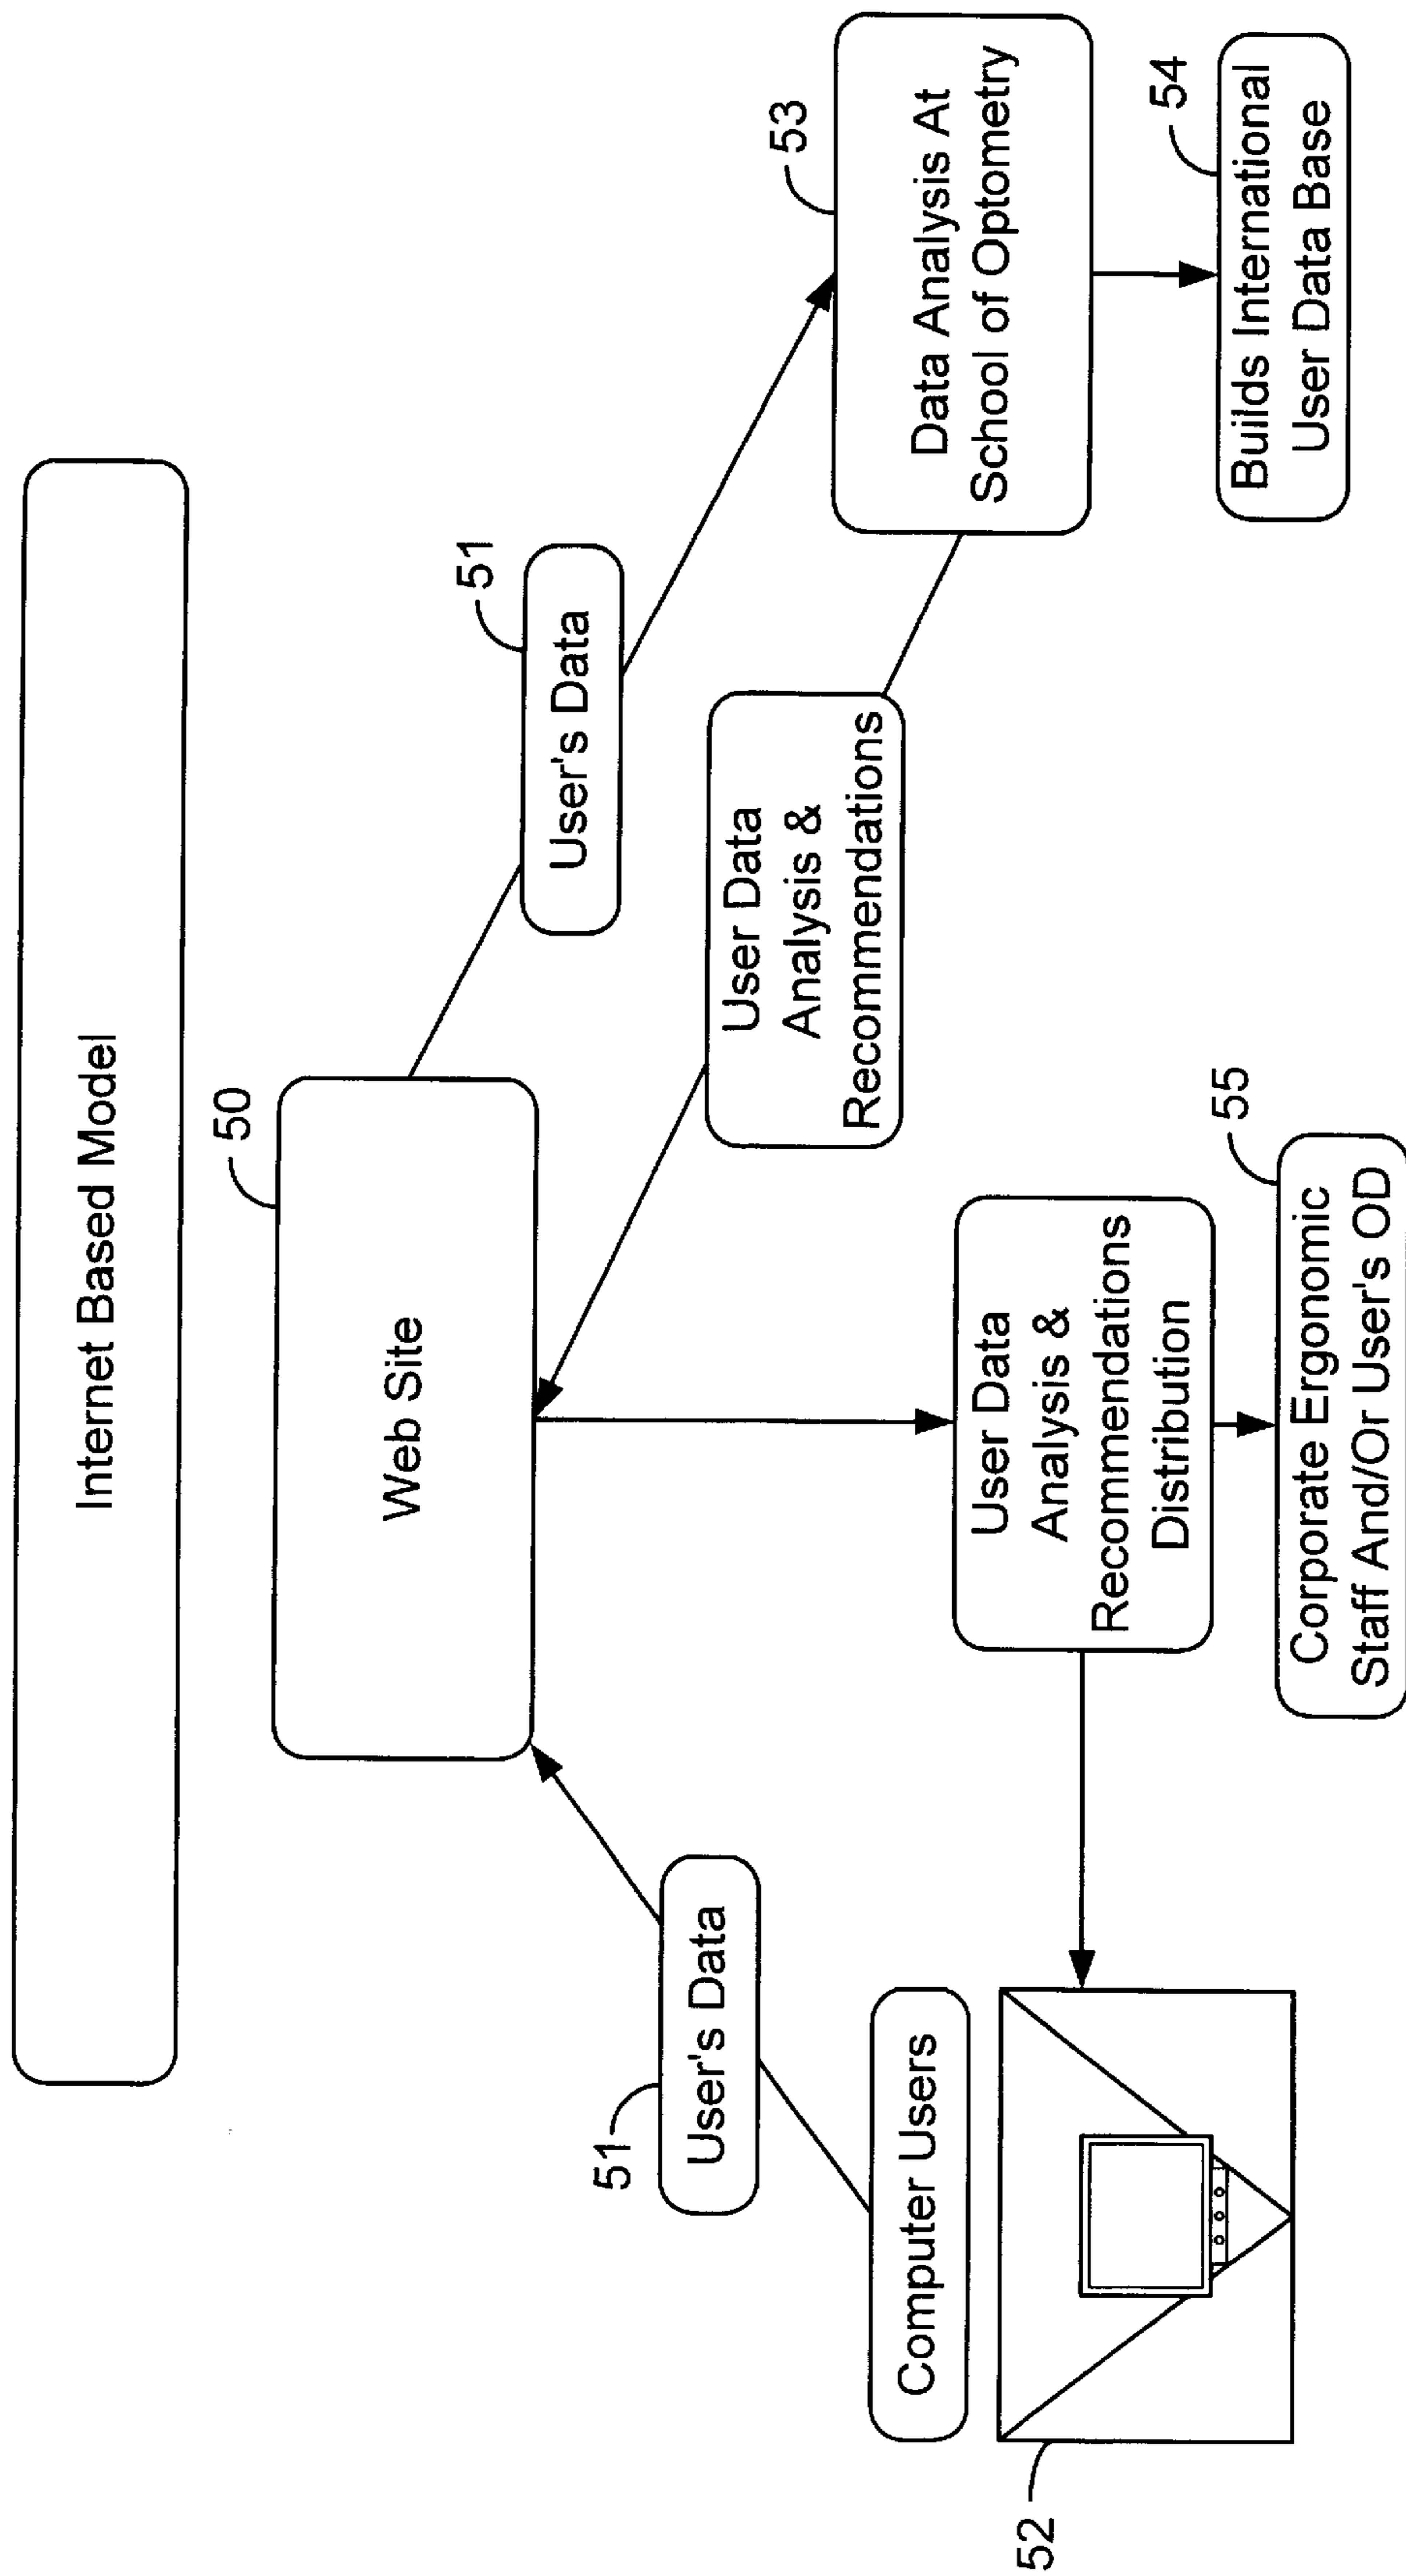 Internet Based Model
50
Web Site
51
User's Data
51
User's Data
53
Data Analysis At
School of Optometry
User Data
Analysis &
Recommendations
54
Builds International
User Data Base
Computer Users
52
User Data
Analysis &
Recommendations
Distribution
55
Corporate Ergonomic
Staff And/Or User's OD